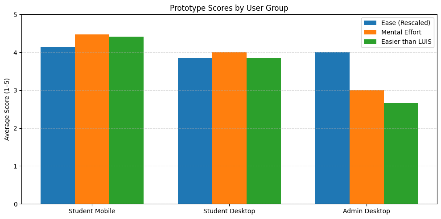 Prototype Scores by User Group
Average Score (1-5)
5
4
3
2
1
0
Ease (Rescaled)
Mental Effort
Easier than LUIS
Student Mobile
Student Desktop
Admin Desktop